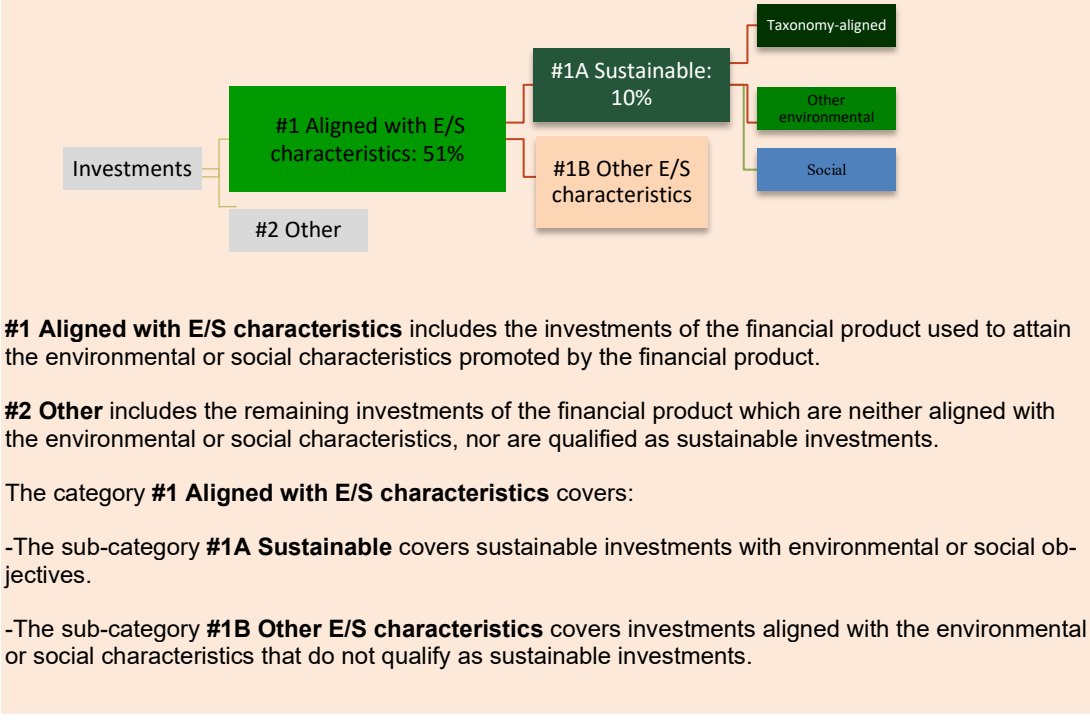 Taxonomy-aligned
#1A Sustainable:
10%
Other
environmental
#1 Aligned with E/S
characteristics: 51%
Investments
#1B Other E/S
characteristics
Social
#2 Other
#1 Aligned with E/S characteristics includes the investments of the financial product used to attain
the environmental or social characteristics promoted by the financial product.
#2 Other includes the remaining investments of the financial product which are neither aligned with
the environmental or social characteristics, nor are qualified as sustainable investments.
The category #1 Aligned with E/S characteristics covers:
-The sub-category #1A Sustainable covers sustainable investments with environmental or social ob-
jectives.
-The sub-category #1B Other E/S characteristics covers investments aligned with the environmental
or social characteristics that do not qualify as sustainable investments.